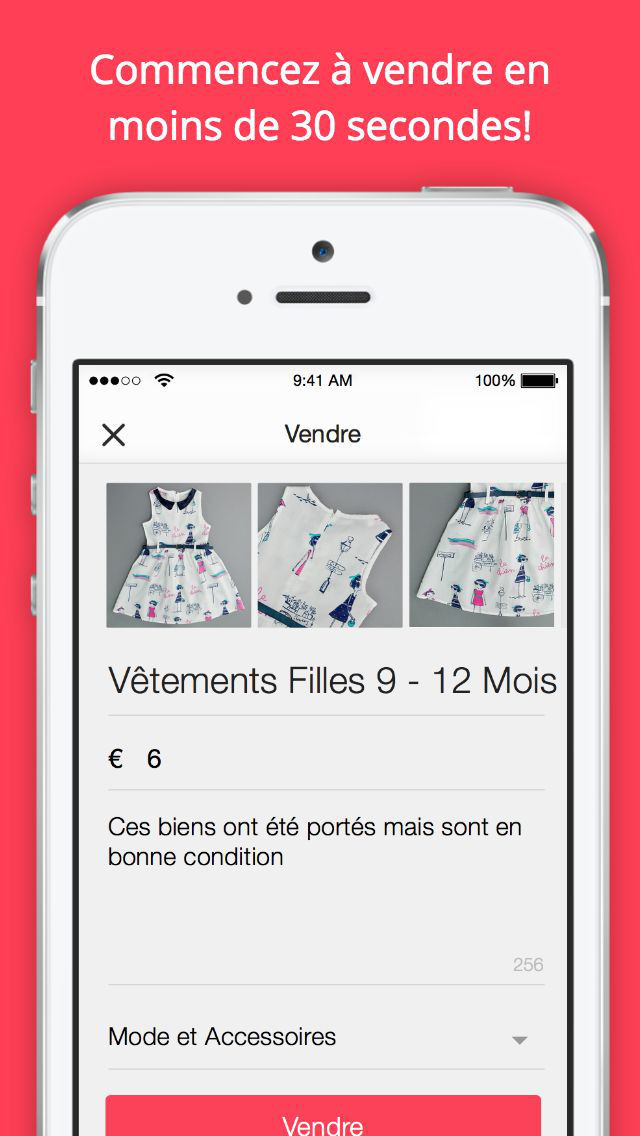 Commencez à vendre en
moins de 30 secondes!
9:41 AM 100%
Vendre
Vêtements Filles 9 - 12 Mois
€ 6
Ces biens ont été portés mais sont en
bonne condition
256
Mode et Accessoires
Vendre